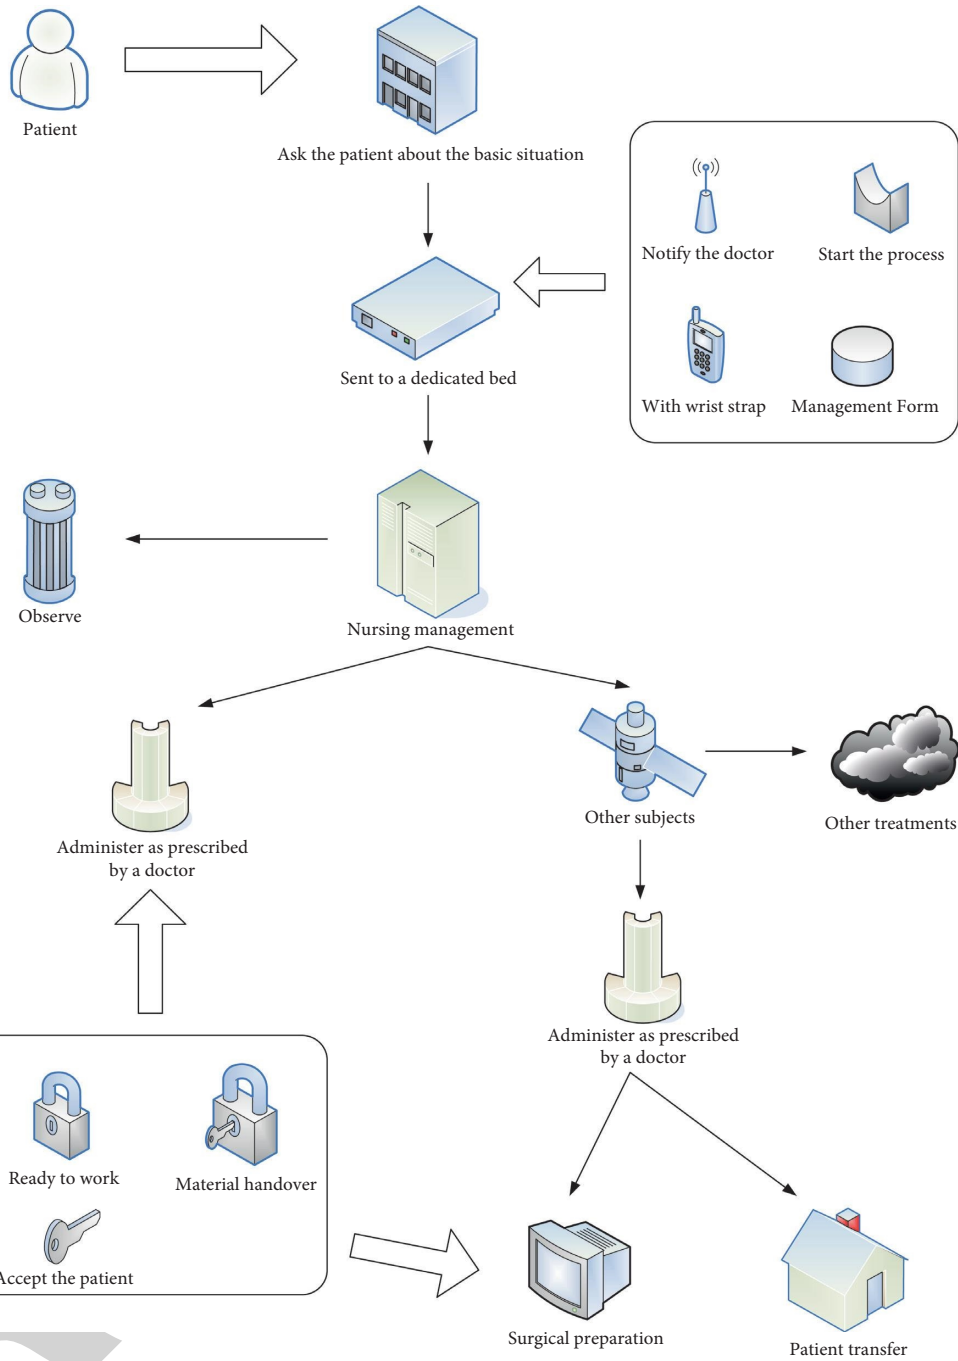 Patient
Ask the patient about the basic situation
Notify the doctor
Start the process
Sent to a dedicated bed
With wrist strap
Management Form
Observe
Nursing management
Administer as prescribed
by a doctor
Other subjects
Other treatments
Administer as prescribed
by a doctor
Ready to work
Material handover
Accept the patient
Surgical preparation
Patient transfer